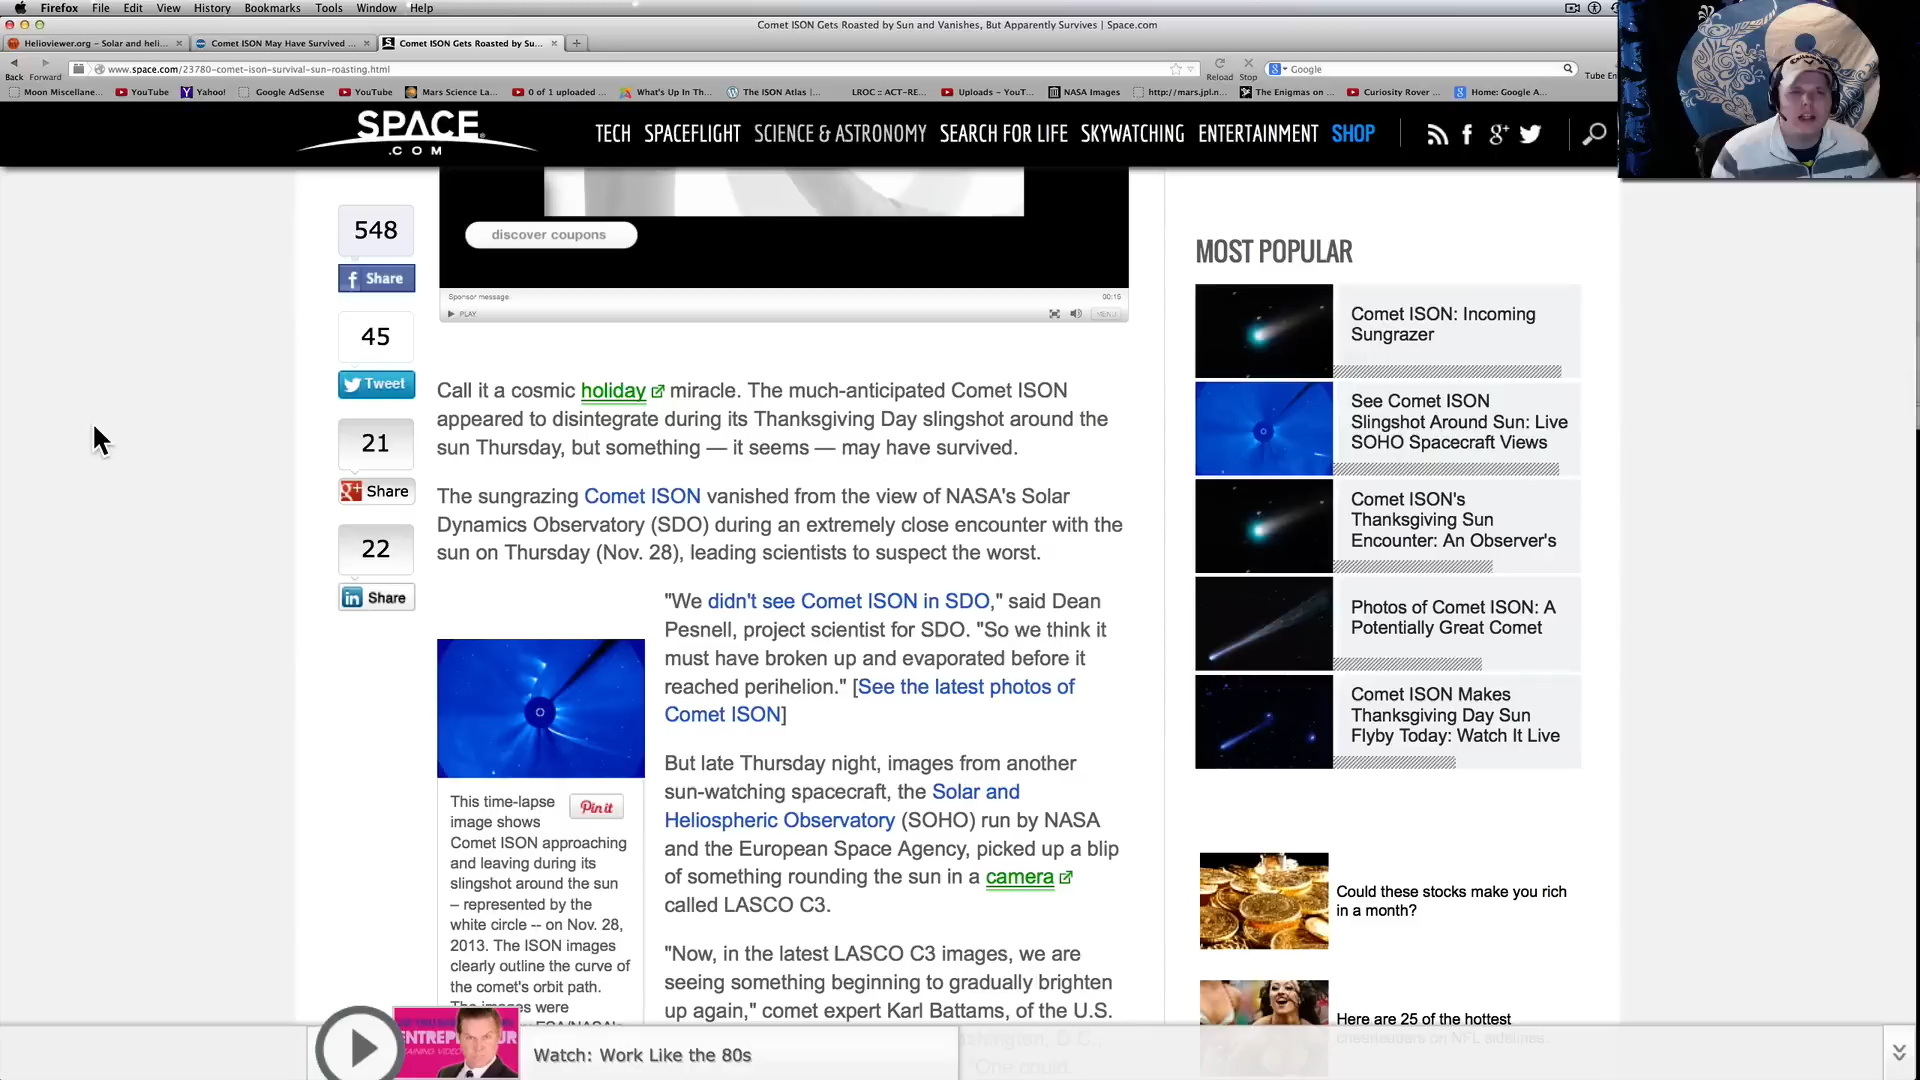 Firefox File Edit View History Bookmarks Tools Window Help
Comet ISON Gets Roasted by Sun and Vanishes, But Apparently Survives | Space.com
Helioviewer.org - Solar and heli...
Comet ISON May Have Survived ...
Comet ISON Gets Roasted by Su...
Back Forward
www.space.com/23780-comet-ison-survival-sun-roasting.html
Reload Stop
Google
Moon Miscellane... YouTube Yahoo! Google AdSense YouTube Mars Science La... 0 of 1 uploaded ... What's Up In Th... The ISON Atlas |... LROC :: ACT-RE... Uploads - YouT... NASA Images http://mars.jpl.n... The Enigmas on ... Curiosity Rover ... Home: Google A...
SPACE
.COM
TECH SPACEFLIGHT SCIENCE & ASTRONOMY SEARCH FOR LIFE SKYWATCHING ENTERTAINMENT SHOP
discover coupons
Sponsor message 00:15
PLAY MENU
548
Share
45
Tweet
21
Share
22
Share
Call it a cosmic holiday miracle. The much-anticipated Comet ISON
appeared to disintegrate during its Thanksgiving Day slingshot around the
sun Thursday, but something — it seems — may have survived.
The sungrazing Comet ISON vanished from the view of NASA's Solar
Dynamics Observatory (SDO) during an extremely close encounter with the
sun on Thursday (Nov. 28), leading scientists to suspect the worst.
"We didn't see Comet ISON in SDO," said Dean
Pesnell, project scientist for SDO. "So we think it
must have broken up and evaporated before it
reached perihelion." [See the latest photos of
Comet ISON]
But late Thursday night, images from another
sun-watching spacecraft, the Solar and
Heliospheric Observatory (SOHO) run by NASA
and the European Space Agency, picked up a blip
of something rounding the sun in a camera
called LASCO C3.
"Now, in the latest LASCO C3 images, we are
seeing something beginning to gradually brighten
up again," comet expert Karl Battams, of the U.S.
Pin it
This time-lapse
image shows
Comet ISON approaching
and leaving during its
slingshot around the sun
– represented by the
white circle -- on Nov. 28,
2013. The ISON images
clearly outline the curve of
the comet's orbit path.
MOST POPULAR
Comet ISON: Incoming
Sungrazer
See Comet ISON
Slingshot Around Sun: Live
SOHO Spacecraft Views
Comet ISON's
Thanksgiving Sun
Encounter: An Observer's
Photos of Comet ISON: A
Potentially Great Comet
Comet ISON Makes
Thanksgiving Day Sun
Flyby Today: Watch It Live
Could these stocks make you rich
in a month?
Here are 25 of the hottest
cheerleaders on NFL sidelines.
Watch: Work Like the 80s